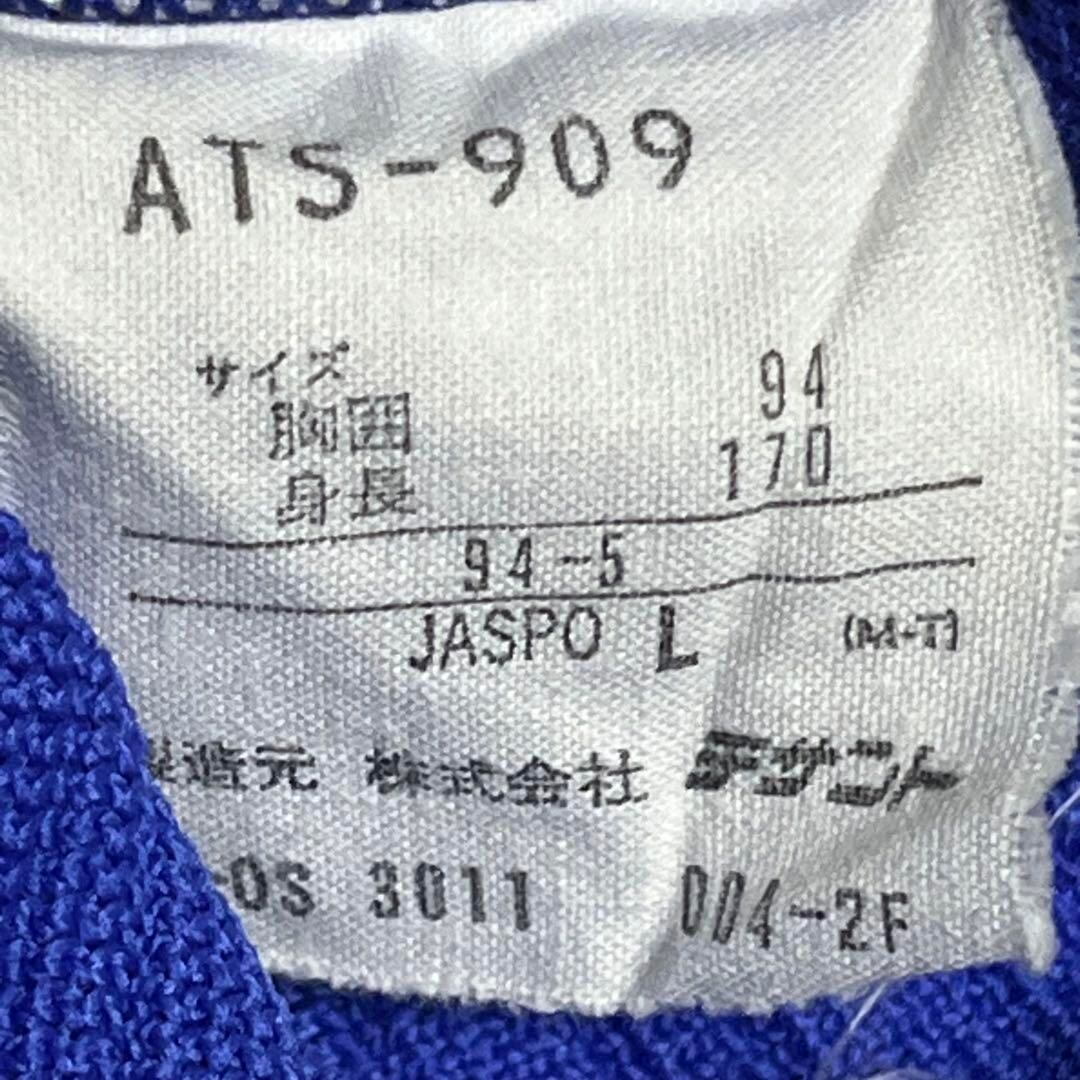 ATS-909
サイズ
胸囲 94
身長 170
94-5
JASPO L (M-T)
造元 株式会社 デサント
-OS 3011 004-2F